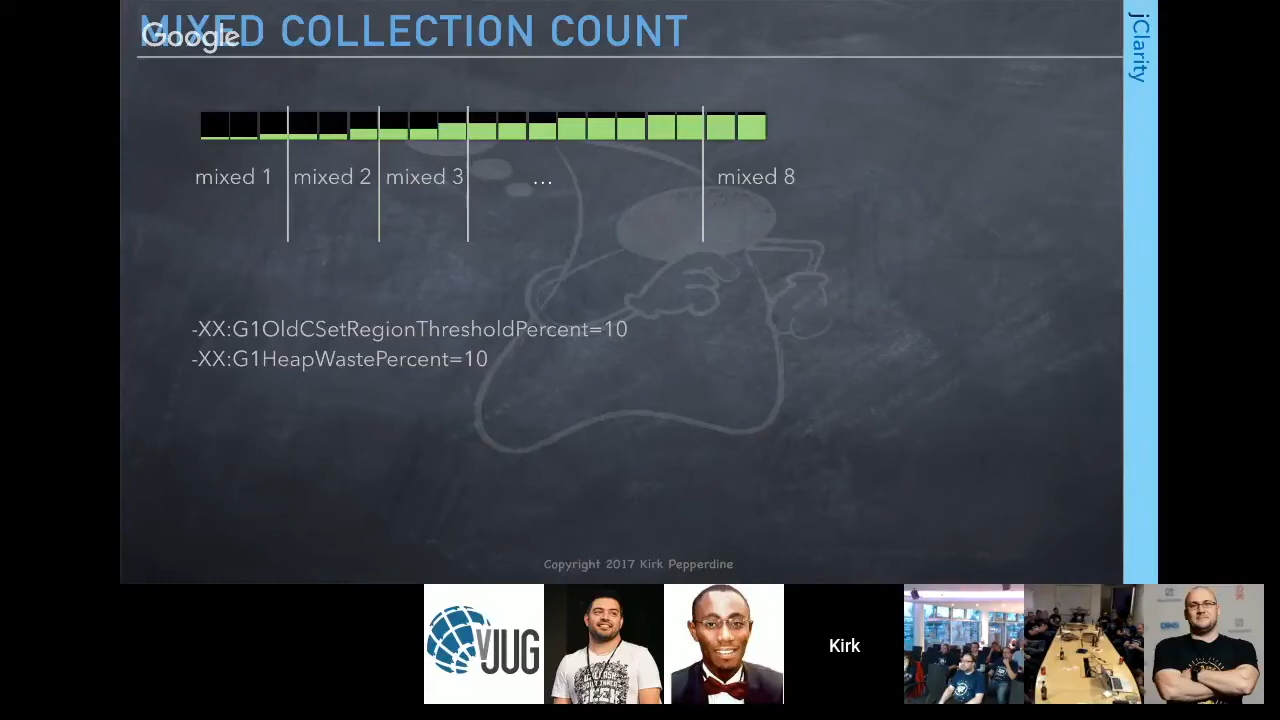 MIXED COLLECTION COUNT
Google
jClarity
mixed 1
mixed 2
mixed 3
...
mixed 8
-XX:G1OldCSetRegionThresholdPercent=10
-XX:G1HeapWastePercent=10
Copyright 2017 Kirk Pepperdine
vJUG
Kirk